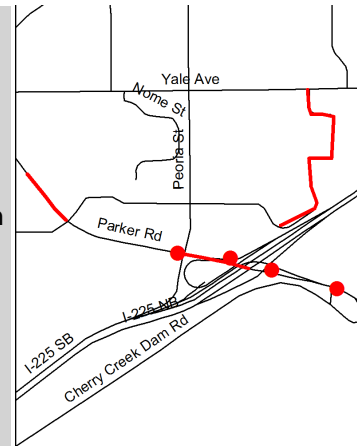 Yale Ave
Nome St
Peoria St
Parker Rd
I-225 NB
I-225 SB
Cherry Creek Dam Rd